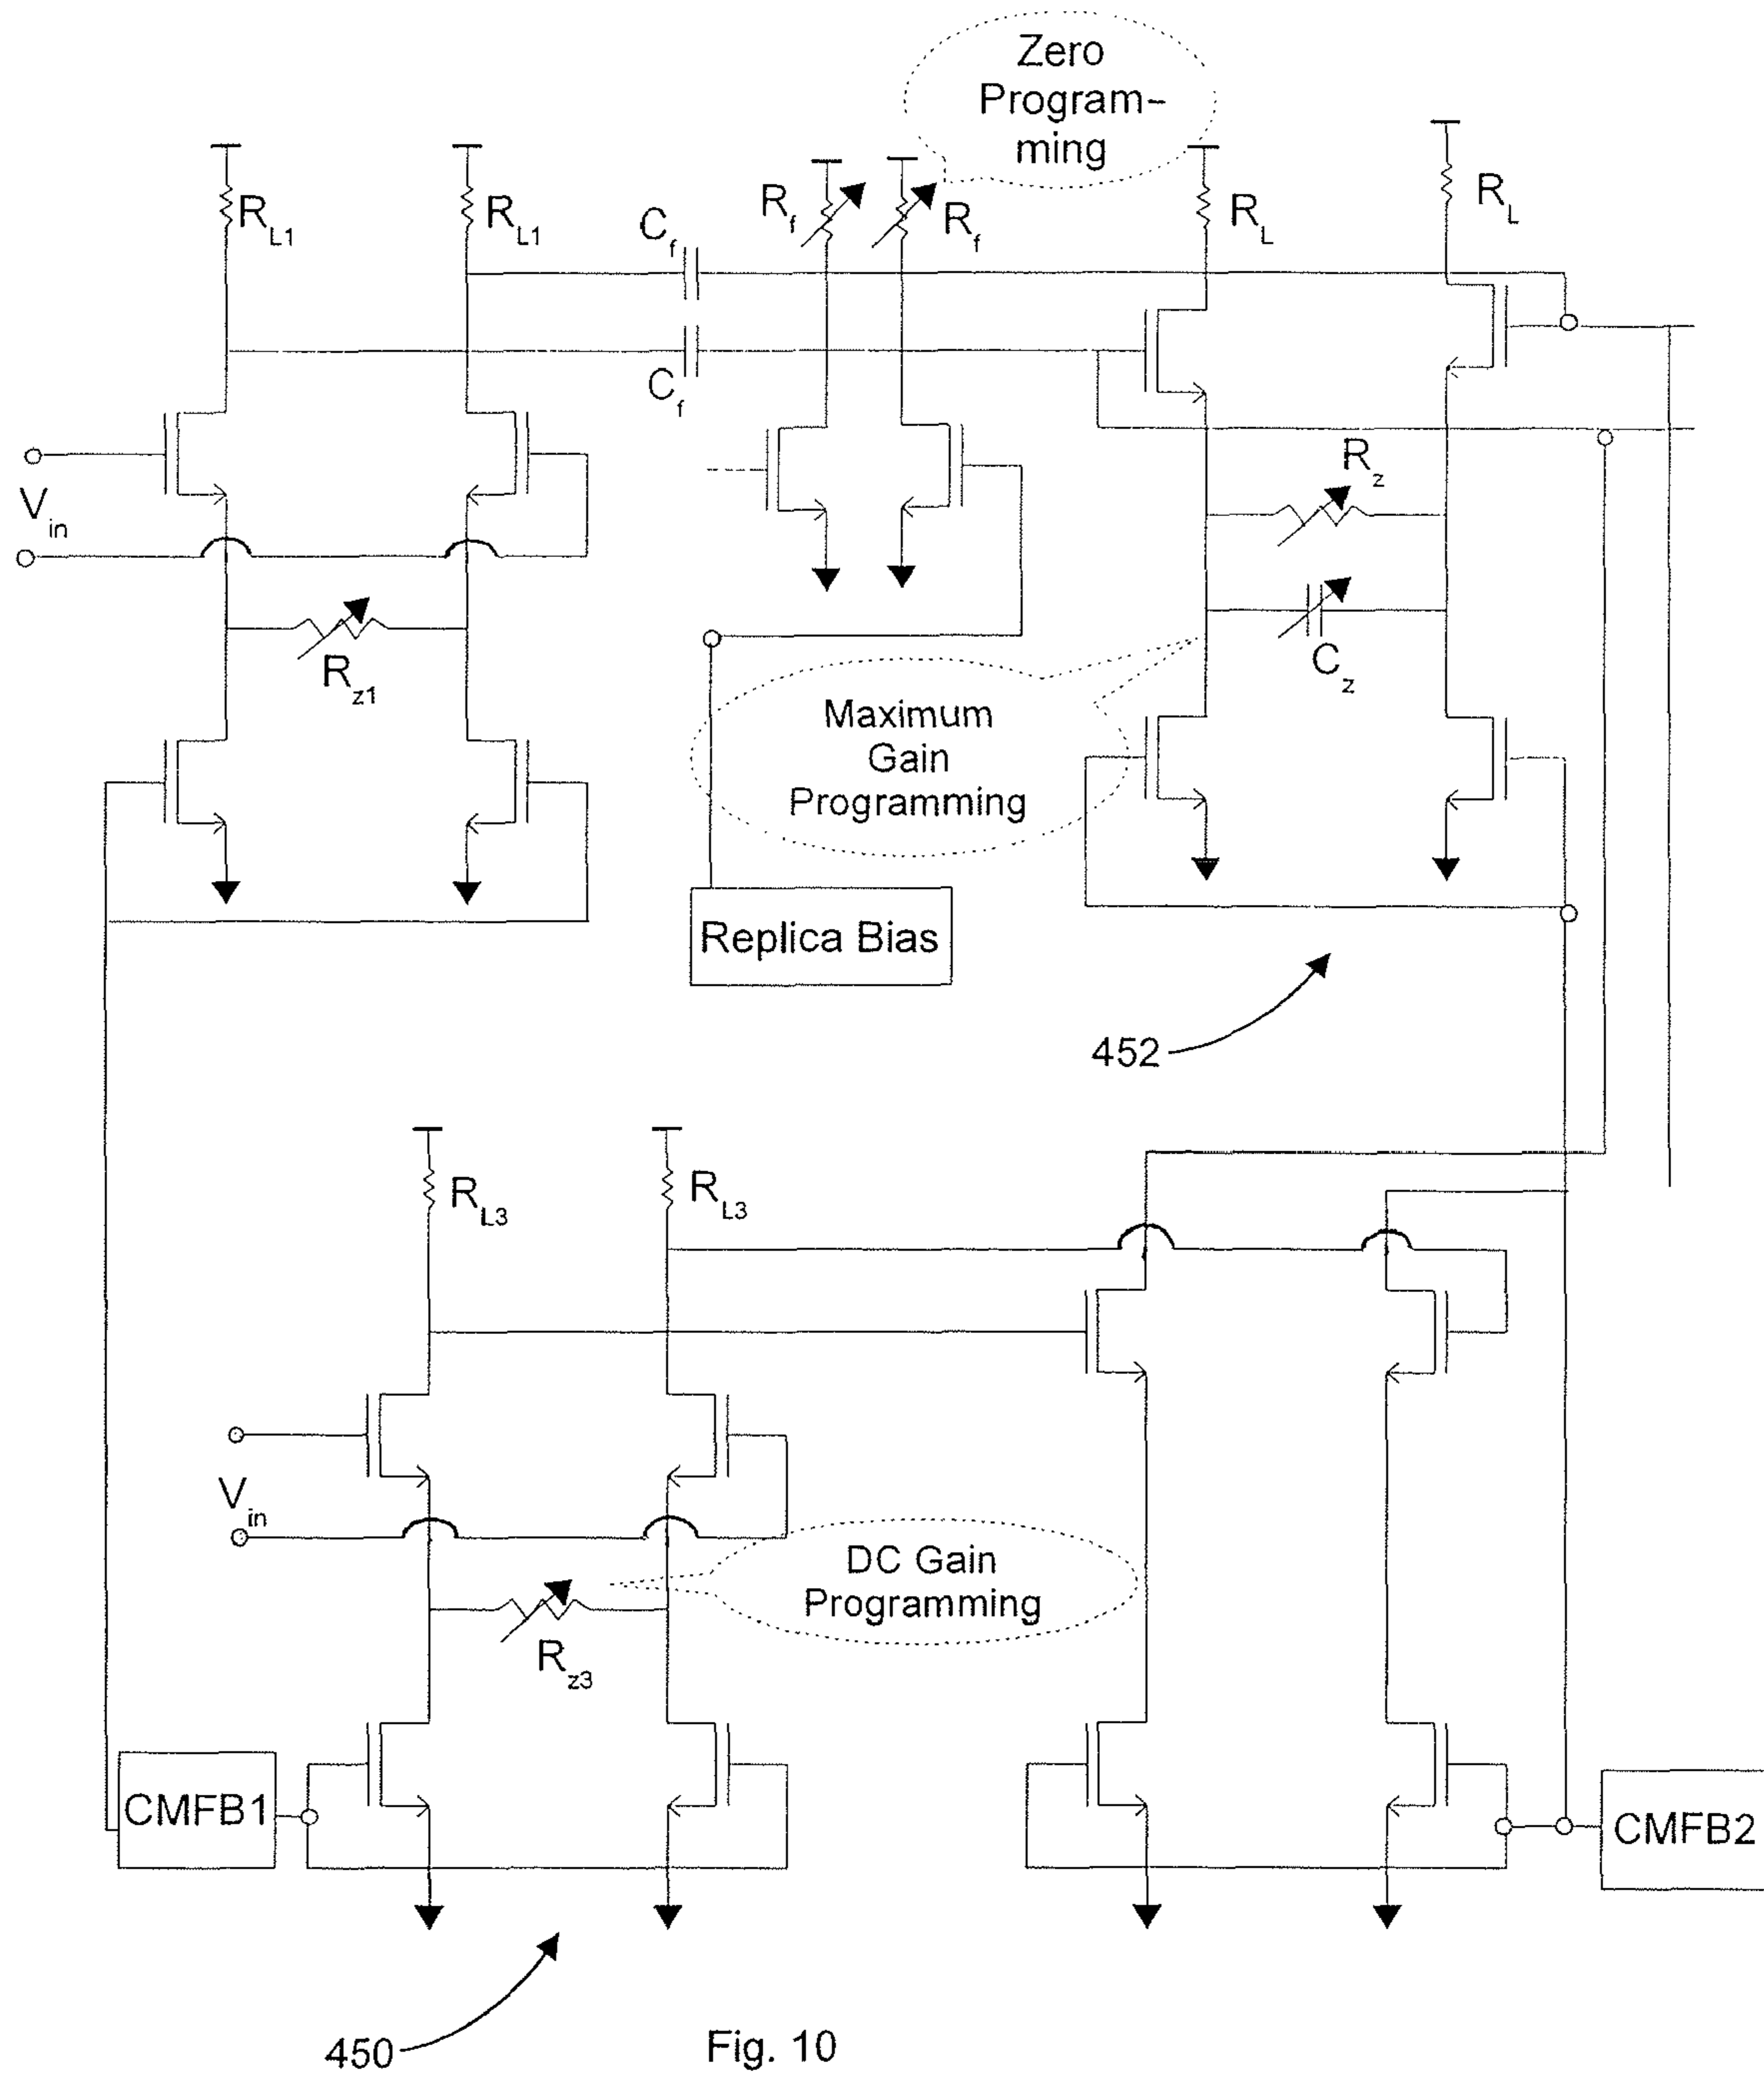 Zero
Program-
ming
R_L1
R_L1
C_f
C_f
R_f
R_f
R_L
R_L
V_in
R_z1
R_z
C_z
Maximum
Gain
Programming
Replica Bias
452
R_L3
R_L3
V_in
DC Gain
Programming
R_z3
CMFB1
CMFB2
450
Fig. 10